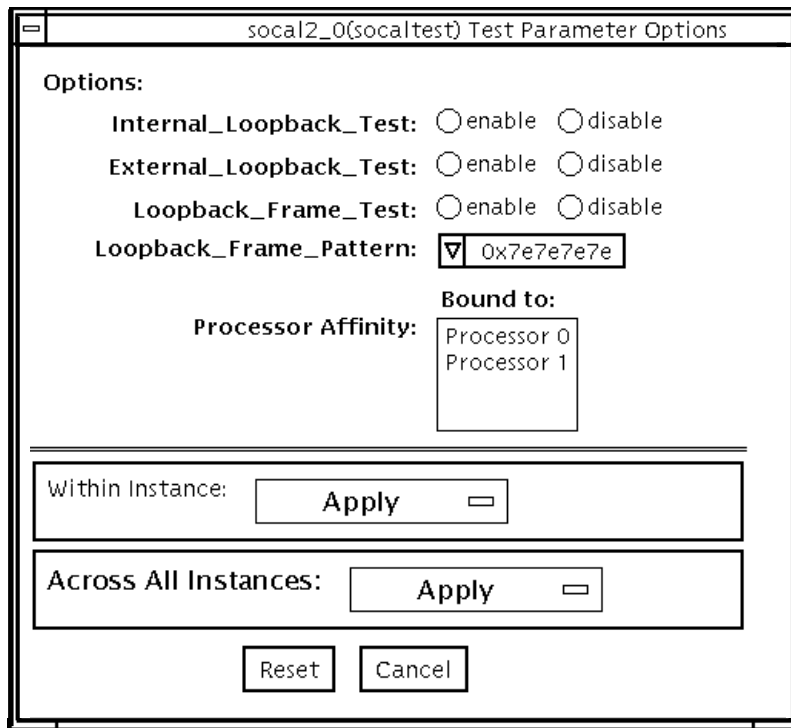 socal2_0(socaltest) Test Parameter Options
Options:
Internal_Loopback_Test: enable disable
External_Loopback_Test: enable disable
Loopback_Frame_Test: enable disable
Loopback_Frame_Pattern: 0x7e7e7e7e
Bound to:
Processor Affinity: Processor 0
Processor 1
Within Instance: Apply
Across All Instances: Apply
Reset Cancel